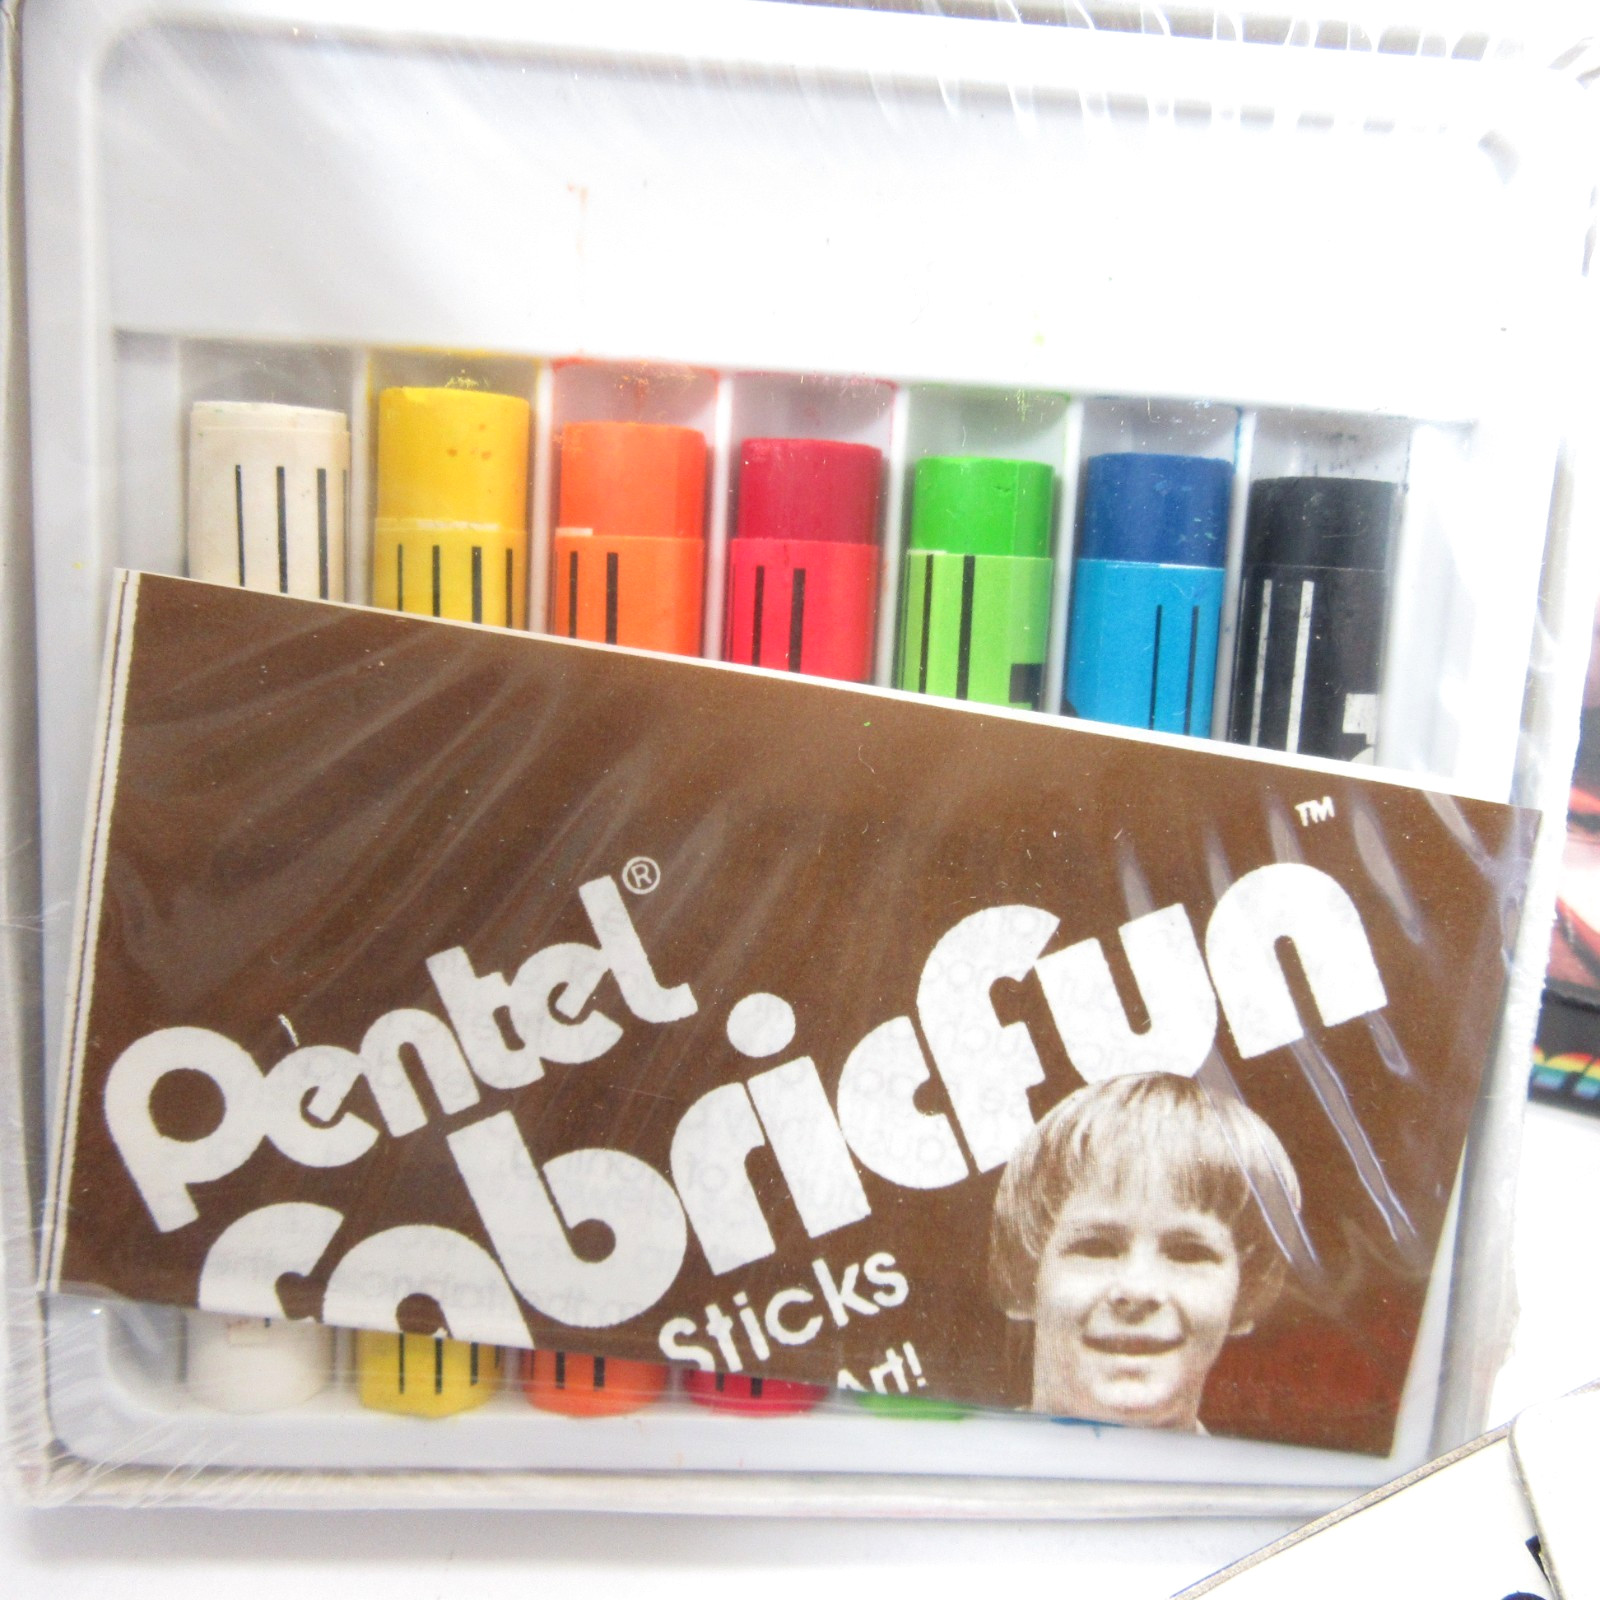 Pentel®
fabricfun™
Sticks
Art!